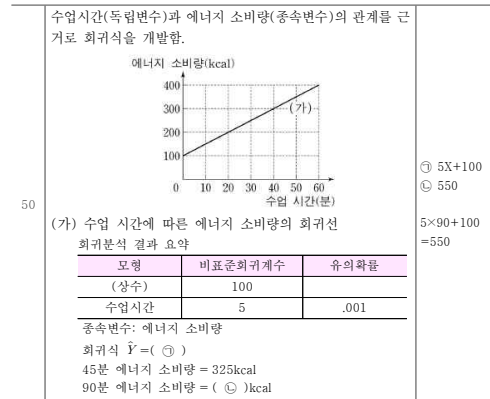 수업시간(독립변수)과 에너지 소비량(종속변수)의 관계를 근
거로 회귀식을 개발함.
에너지 소비량(kcal)
400
300
200
100
(가)
0 10 20 30 40 50 60
수업 시간(분)
50
(가) 수업 시간에 따른 에너지 소비량의 회귀선
회귀분석 결과 요약
모형 비표준회귀계수 유의확률
(상수) 100
수업시간 5 .001
종속변수: 에너지 소비량
회귀식 Ŷ =( ㉠ )
45분 에너지 소비량 = 325kcal
90분 에너지 소비량 = ( ㉡ )kcal
㉠ 5X+100
㉡ 550
5×90+100
=550